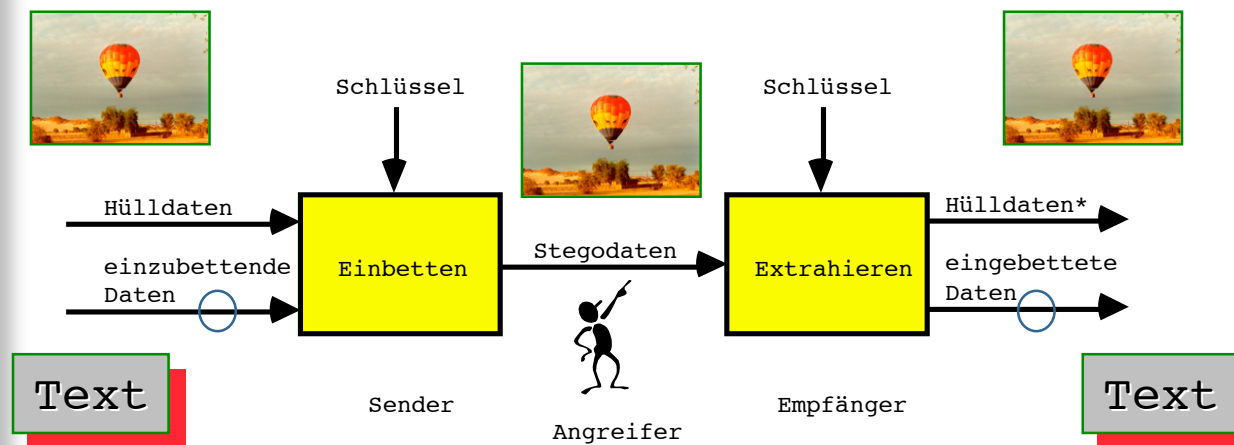 Schlüssel
Schlüssel
Hülldaten
Hülldaten*
Stegodaten
einzubettende
Daten
Einbetten
Extrahieren
eingebettete
Daten
Text
Text
Sender
Empfänger
Angreifer